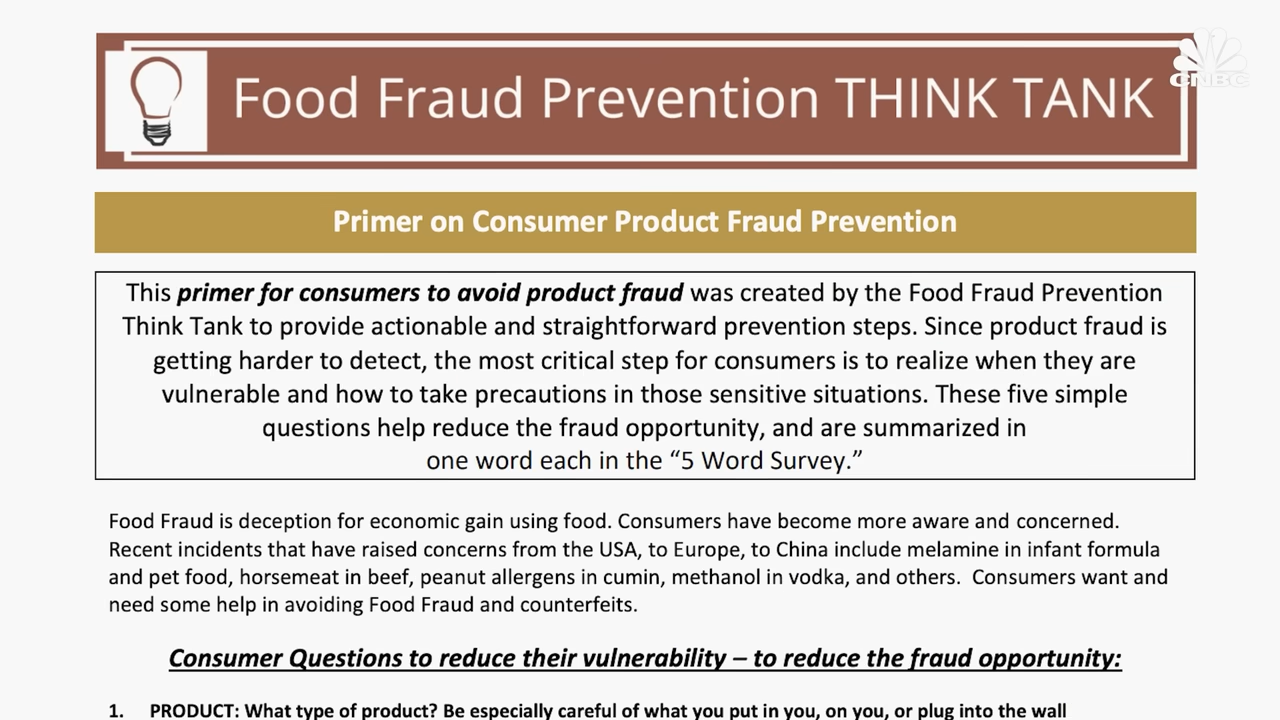 CNBC
Food Fraud Prevention THINK TANK
Primer on Consumer Product Fraud Prevention
This primer for consumers to avoid product fraud was created by the Food Fraud Prevention
Think Tank to provide actionable and straightforward prevention steps. Since product fraud is
getting harder to detect, the most critical step for consumers is to realize when they are
vulnerable and how to take precautions in those sensitive situations. These five simple
questions help reduce the fraud opportunity, and are summarized in
one word each in the “5 Word Survey.”
Food Fraud is deception for economic gain using food. Consumers have become more aware and concerned.
Recent incidents that have raised concerns from the USA, to Europe, to China include melamine in infant formula
and pet food, horsemeat in beef, peanut allergens in cumin, methanol in vodka, and others.  Consumers want and
need some help in avoiding Food Fraud and counterfeits.
Consumer Questions to reduce their vulnerability – to reduce the fraud opportunity:
1. PRODUCT: What type of product? Be especially careful of what you put in you, on you, or plug into the wall